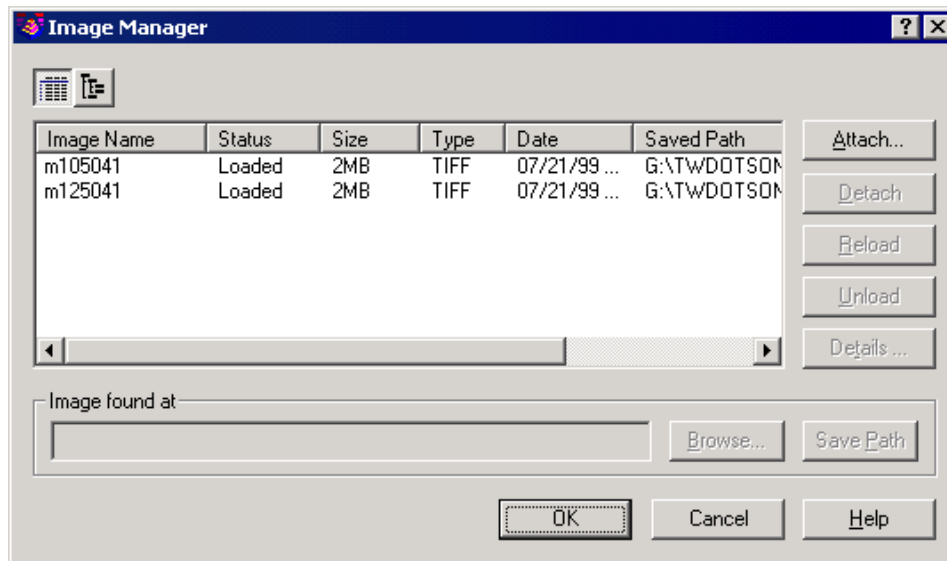 Image Manager
Image Name Status Size Type Date Saved Path
m105041 Loaded 2MB TIFF 07/21/99 ... G:\TWDOTSON
m125041 Loaded 2MB TIFF 07/21/99 ... G:\TWDOTSON
Attach...
Detach
Reload
Unload
Details ...
Image found at
Browse...
Save Path
OK Cancel Help